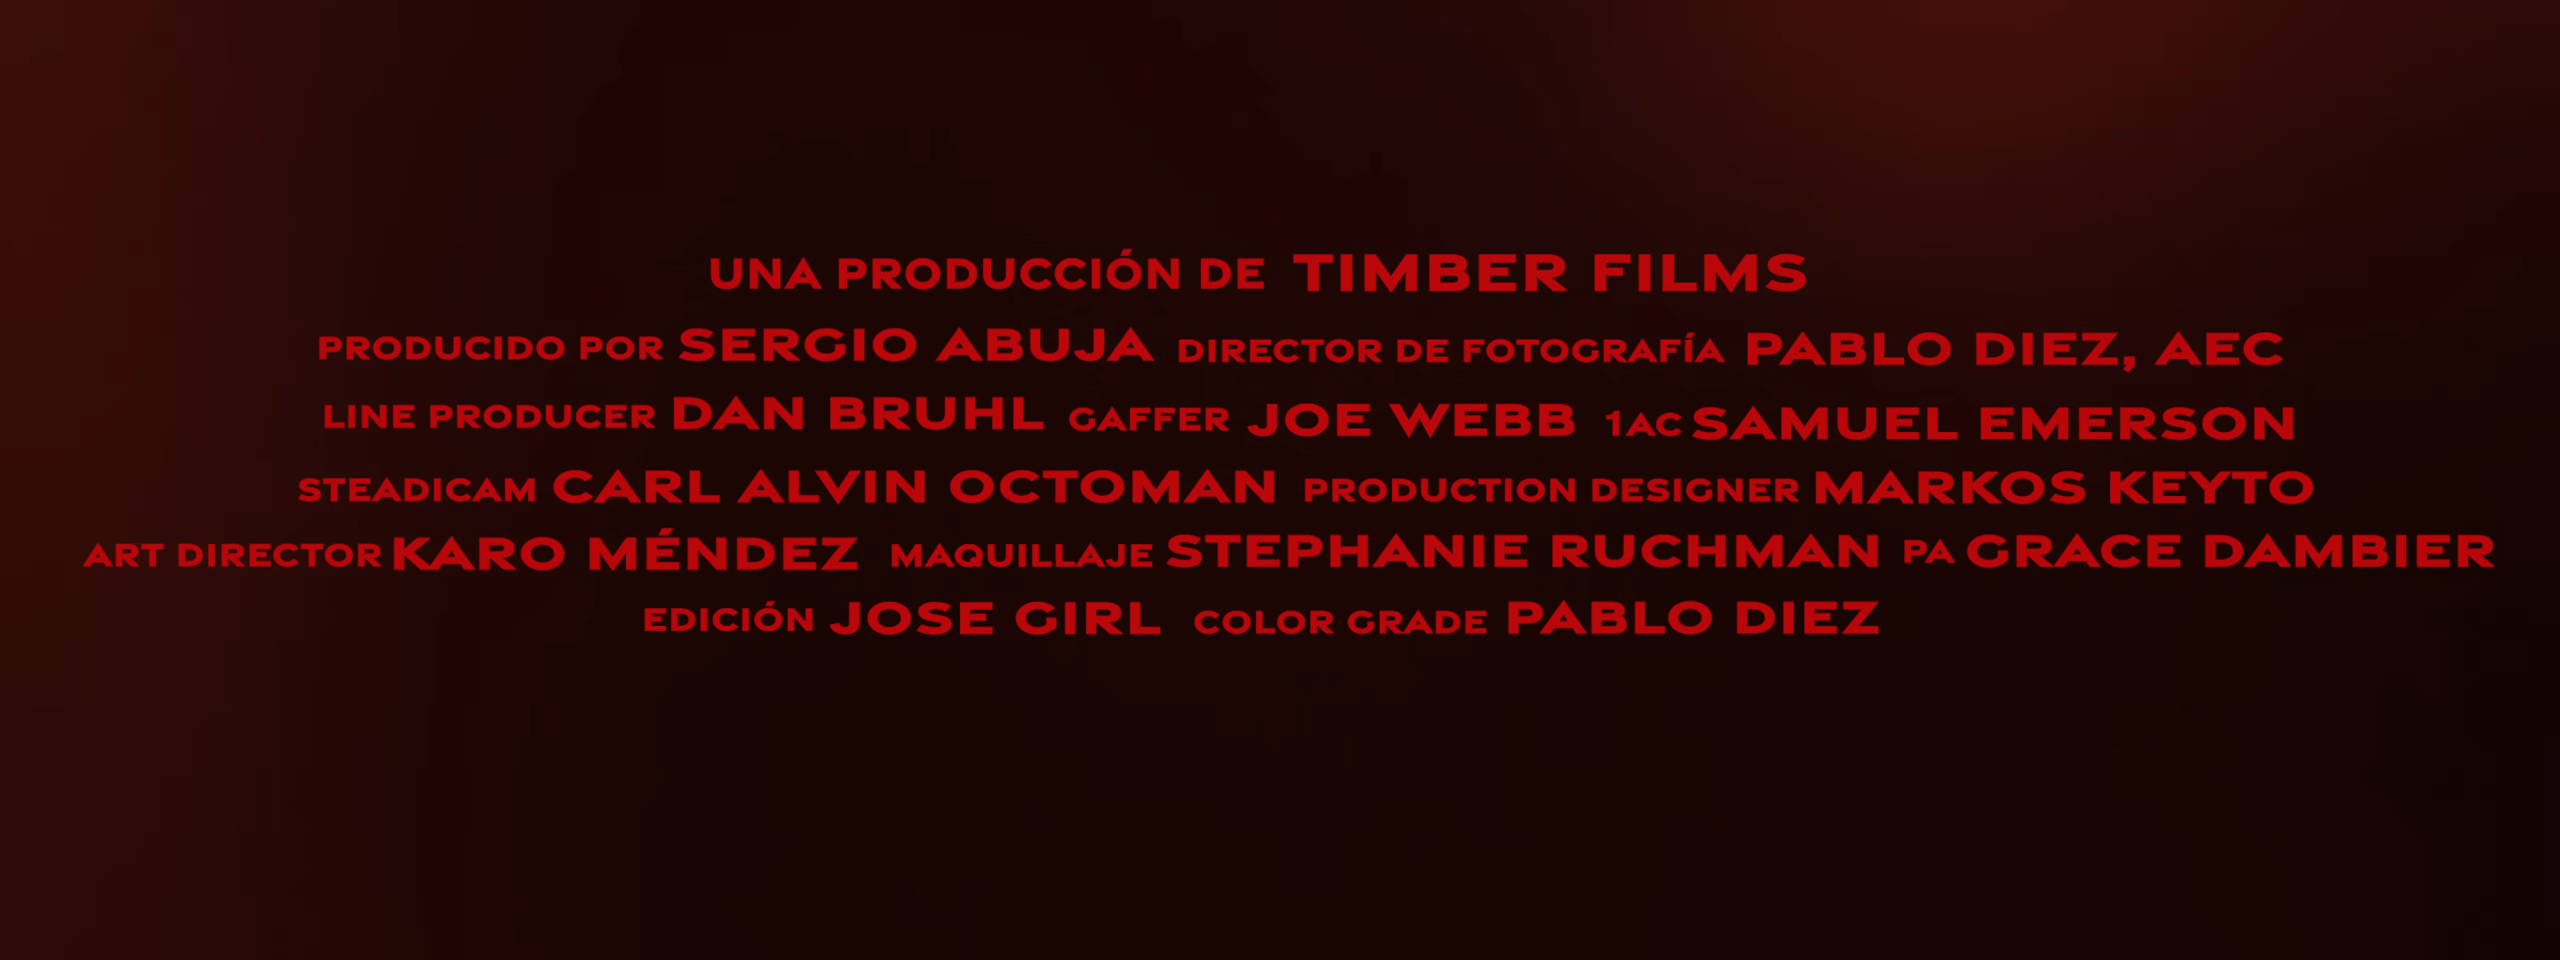 UNA PRODUCCIÓN DE TIMBER FILMS
PRODUCIDO POR SERGIO ABUJA DIRECTOR DE FOTOGRAFÍA PABLO DIEZ, AEC
LINE PRODUCER DAN BRUHL GAFFER JOE WEBB 1AC SAMUEL EMERSON
STEADICAM CARL ALVIN OCTOMAN PRODUCTION DESIGNER MARKOS KEYTO
ART DIRECTOR KARO MÉNDEZ MAQUILLAJE STEPHANIE RUCHMAN PA GRACE DAMBIER
EDICIÓN JOSE GIRL COLOR GRADE PABLO DIEZ